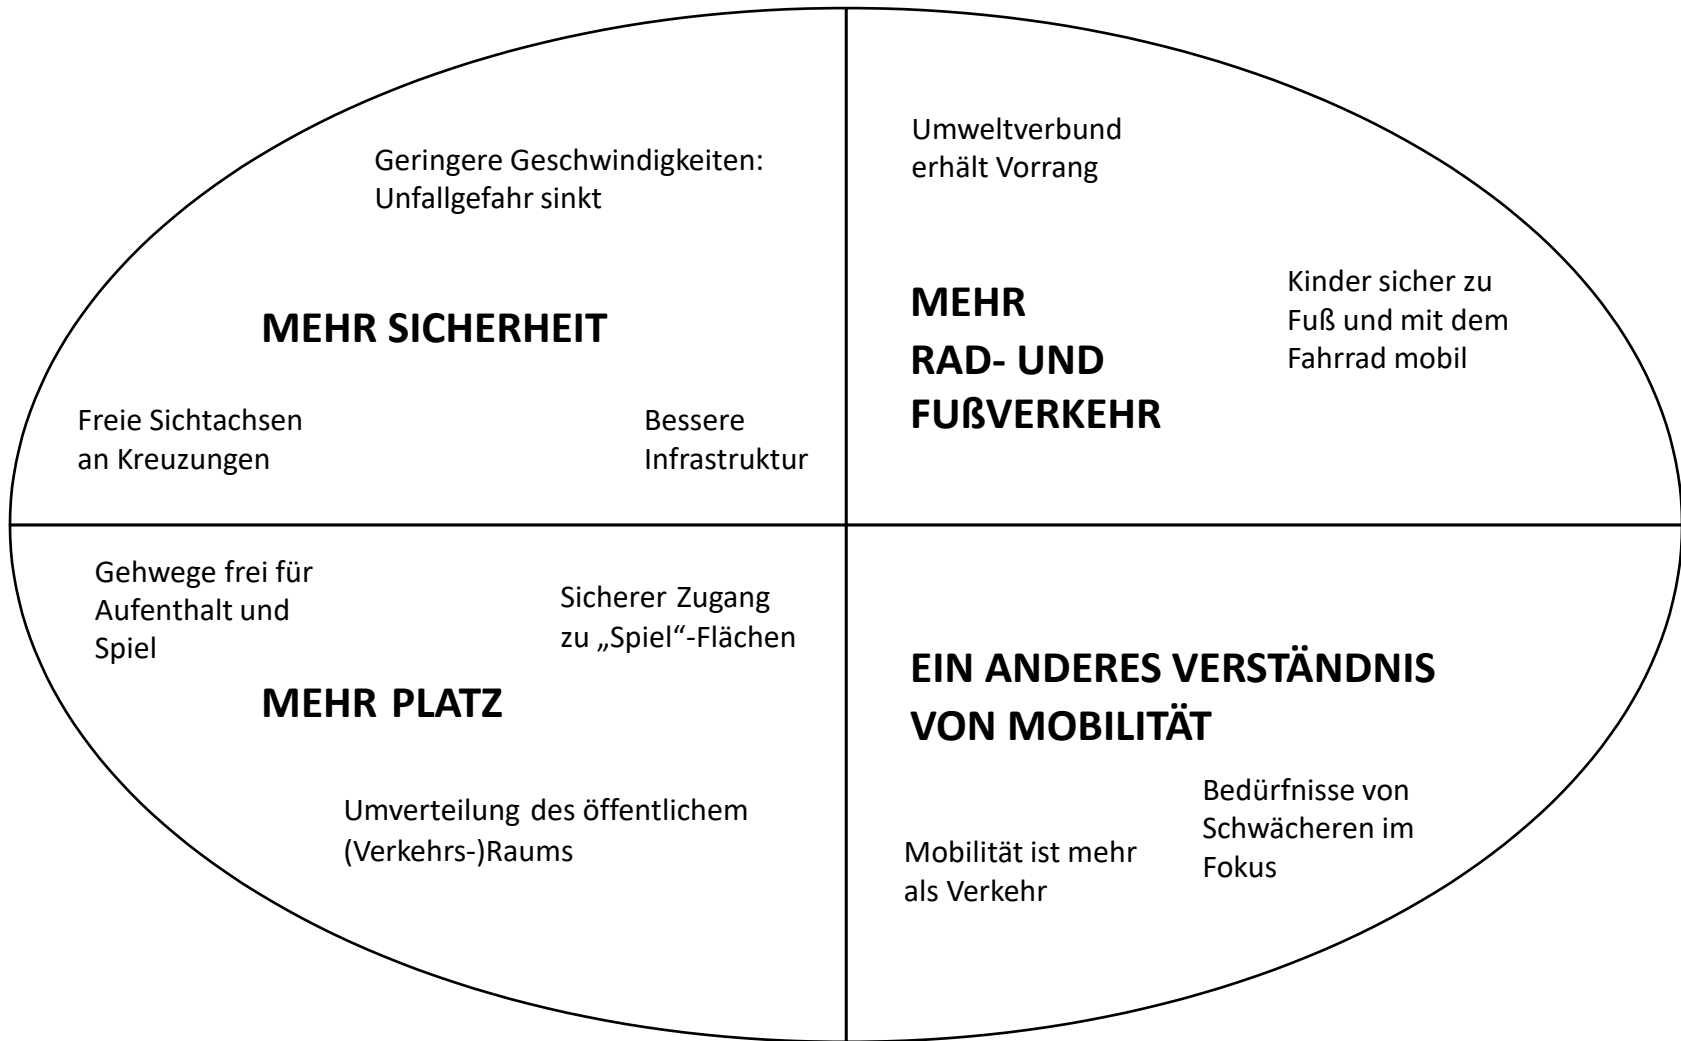 Geringere Geschwindigkeiten:
Unfallgefahr sinkt
MEHR SICHERHEIT
Freie Sichtachsen
an Kreuzungen
Bessere
Infrastruktur
Umweltverbund
erhält Vorrang
MEHR
RAD- UND
FUßVERKEHR
Kinder sicher zu
Fuß und mit dem
Fahrrad mobil
Gehwege frei für
Aufenthalt und
Spiel
Sicherer Zugang
zu „Spiel“-Flächen
MEHR PLATZ
Umverteilung des öffentlichem
(Verkehrs-)Raums
EIN ANDERES VERSTÄNDNIS
VON MOBILITÄT
Mobilität ist mehr
als Verkehr
Bedürfnisse von
Schwächeren im
Fokus